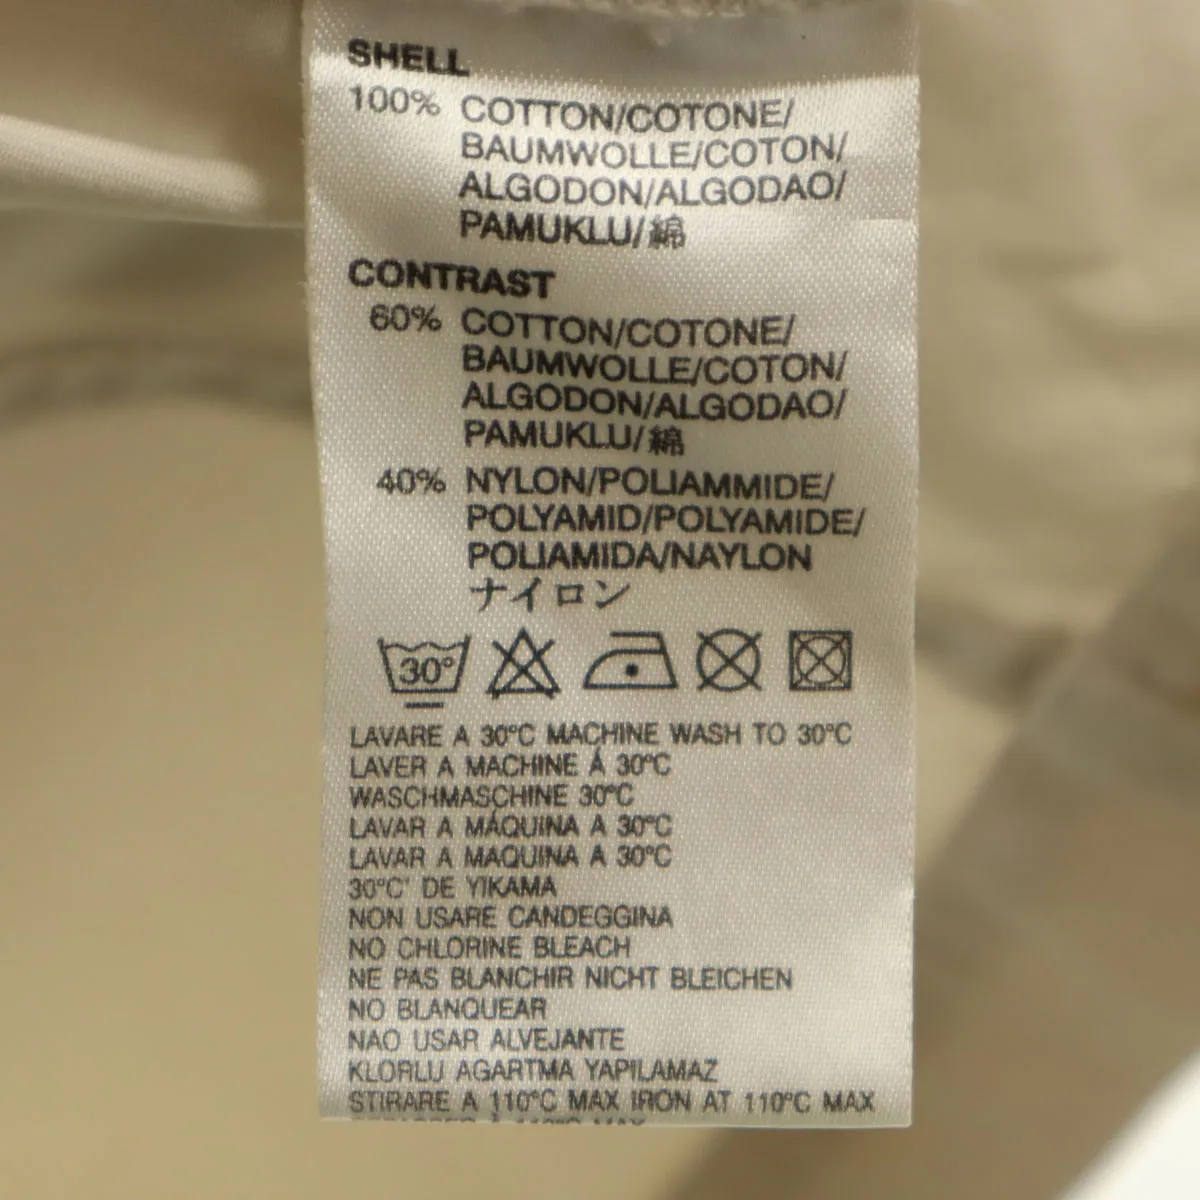 SHELL
100% COTTON/COTONE/
BAUMWOLLE/COTON/
ALGODON/ALGODAO/
PAMUKLU/綿
CONTRAST
60% COTTON/COTONE/
BAUMWOLLE/COTON/
ALGODON/ALGODAO/
PAMUKLU/綿
40% NYLON/POLIAMMIDE/
POLYAMID/POLYAMIDE/
POLIAMIDA/NAYLON
ナイロン
30°
LAVARE A 30°C MACHINE WASH TO 30°C
LAVER A MACHINE Á 30°C
WASCHMASCHINE 30°C
LAVAR A MÁQUINA A 30°C
LAVAR A MAQUINA A 30°C
30°C' DE YIKAMA
NON USARE CANDEGGINA
NO CHLORINE BLEACH
NE PAS BLANCHIR NICHT BLEICHEN
NO BLANQUEAR
NAO USAR ALVEJANTE
KLORLU AGARTMA YAPILAMAZ
STIRARE A 110°C MAX IRON AT 110°C MAX